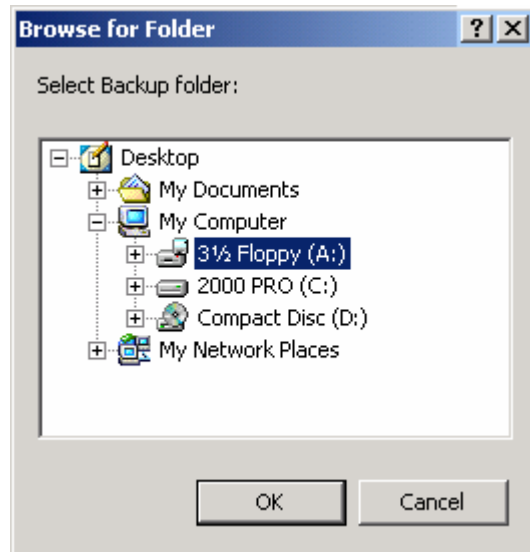 Browse for Folder
Select Backup folder:
Desktop
My Documents
My Computer
3½ Floppy (A:)
2000 PRO (C:)
Compact Disc (D:)
My Network Places
OK Cancel